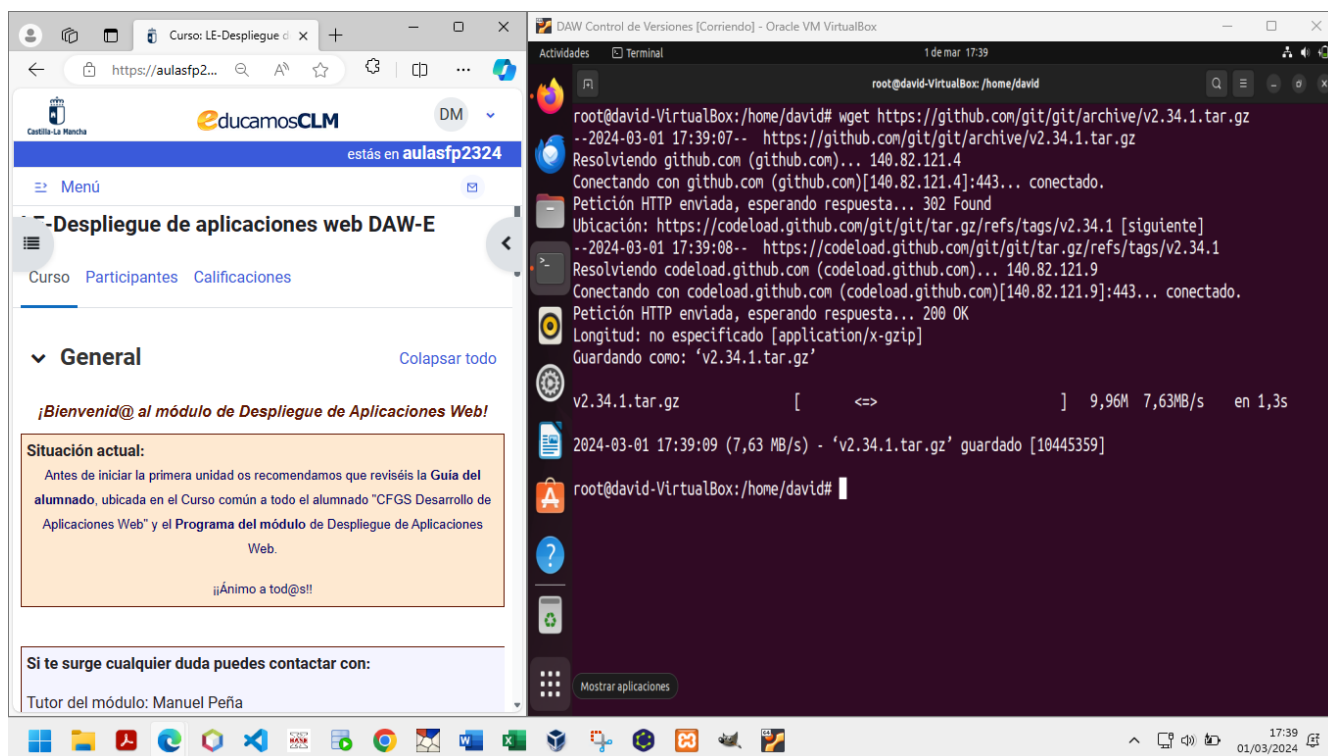 Curso: LE-Despliegue d
https://aulasfp2...
Castilla-La Mancha
educamosCLM
DM
estás en aulasfp2324
Menú
LE-Despliegue de aplicaciones web DAW-E
Curso Participantes Calificaciones
General
Colapsar todo
¡Bienvenid@ al módulo de Despliegue de Aplicaciones Web!
Situación actual:
Antes de iniciar la primera unidad os recomendamos que reviséis la Guía del
alumnado, ubicada en el Curso común a todo el alumnado "CFGS Desarrollo de
Aplicaciones Web" y el Programa del módulo de Despliegue de Aplicaciones
Web.
¡¡Ánimo a tod@s!!
Si te surge cualquier duda puedes contactar con:
Tutor del módulo: Manuel Peña
DAW Control de Versiones [Corriendo] - Oracle VM VirtualBox
Actividades Terminal 1 de mar 17:39
root@david-VirtualBox: /home/david
root@david-VirtualBox:/home/david# wget https://github.com/git/git/archive/v2.34.1.tar.gz
--2024-03-01 17:39:07-- https://github.com/git/git/archive/v2.34.1.tar.gz
Resolviendo github.com (github.com)... 140.82.121.4
Conectando con github.com (github.com)[140.82.121.4]:443... conectado.
Petición HTTP enviada, esperando respuesta... 302 Found
Ubicación: https://codeload.github.com/git/git/tar.gz/refs/tags/v2.34.1 [siguiente]
--2024-03-01 17:39:08-- https://codeload.github.com/git/git/tar.gz/refs/tags/v2.34.1
Resolviendo codeload.github.com (codeload.github.com)... 140.82.121.9
Conectando con codeload.github.com (codeload.github.com)[140.82.121.9]:443... conectado.
Petición HTTP enviada, esperando respuesta... 200 OK
Longitud: no especificado [application/x-gzip]
Guardando como: ‘v2.34.1.tar.gz’
v2.34.1.tar.gz [ <=> ] 9,96M 7,63MB/s en 1,3s
2024-03-01 17:39:09 (7,63 MB/s) - ‘v2.34.1.tar.gz’ guardado [10445359]
root@david-VirtualBox:/home/david#
Mostrar aplicaciones
17:39
01/03/2024